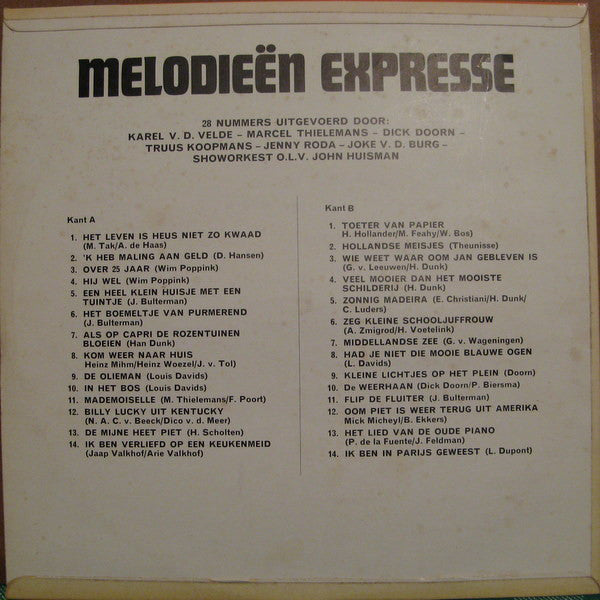 MELODIEËN EXPRESSE
28 NUMMERS UITGEVOERD DOOR:
KAREL V. D. VELDE – MARCEL THIELEMANS – DICK DOORN –
TRUUS KOOPMANS – JENNY RODA – JOKE V. D. BURG –
SHOWORKEST O.L.V. JOHN HUISMAN
Kant A
1. HET LEVEN IS HEUS NIET ZO KWAAD
(M. Tak/A. de Haas)
2. 'K HEB MALING AAN GELD (D. Hansen)
3. OVER 25 JAAR (Wim Poppink)
4. HIJ WEL (Wim Poppink)
5. EEN HEEL KLEIN HUISJE MET EEN
TUINTJE (J. Bulterman)
6. HET BOEMELTJE VAN PURMEREND
(J. Bulterman)
7. ALS OP CAPRI DE ROZENTUINEN
BLOEIEN (Han Dunk)
8. KOM WEER NAAR HUIS
Heinz Mihm/Heinz Woezel/J. v. Tol)
9. DE OLIEMAN (Louis Davids)
10. IN HET BOS (Louis Davids)
11. MADEMOISELLE (M. Thielemans/F. Poort)
12. BILLY LUCKY UIT KENTUCKY
(N. A. C. v. Beeck/Dico v. d. Meer)
13. DE MIJNE HEET PIET (H. Scholten)
14. IK BEN VERLIEFD OP EEN KEUKENMEID
(Jaap Valkhof/Arie Valkhof)
Kant B
1. TOETER VAN PAPIER
H. Hollander/M. Feahy/W. Bos)
2. HOLLANDSE MEISJES (Theunisse)
3. WIE WEET WAAR OOM JAN GEBLEVEN IS
(G. v. Leeuwen/H. Dunk)
4. VEEL MOOIER DAN HET MOOISTE
SCHILDERIJ (H. Dunk)
5. ZONNIG MADEIRA (E. Christiani/H. Dunk/
C. Luders)
6. ZEG KLEINE SCHOOLJUFFROUW
(A. Zmigrod/H. Voetelink)
7. MIDDELLANDSE ZEE (G. v. Wageningen)
8. HAD JE NIET DIE MOOIE BLAUWE OGEN
(L. Davids)
9. KLEINE LICHTJES OP HET PLEIN (Doorn)
10. De WEERHAAN (Dick Doorn/P. Biersma)
11. FLIP DE FLUITER (J. Bulterman)
12. OOM PIET IS WEER TERUG UIT AMERIKA
Mick Micheyl/B. Ekkers)
13. HET LIED VAN DE OUDE PIANO
(P. de la Fuente/J. Feldman)
14. IK BEN IN PARIJS GEWEEST (L. Dupont)